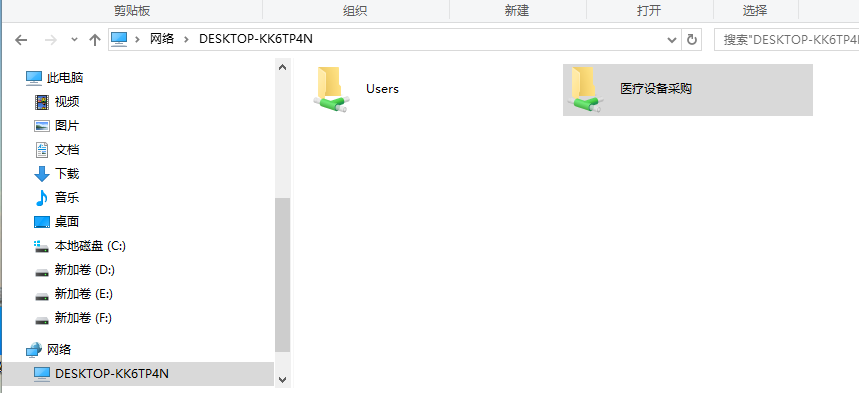 剪贴板 组织 新建 打开 选择
网络 DESKTOP-KK6TP4N 搜索"DESKTOP-KK6TP4N
此电脑
视频
图片
文档
下载
音乐
桌面
本地磁盘 (C:)
新加卷 (D:)
新加卷 (E:)
新加卷 (F:)
网络
DESKTOP-KK6TP4N
Users 医疗设备采购